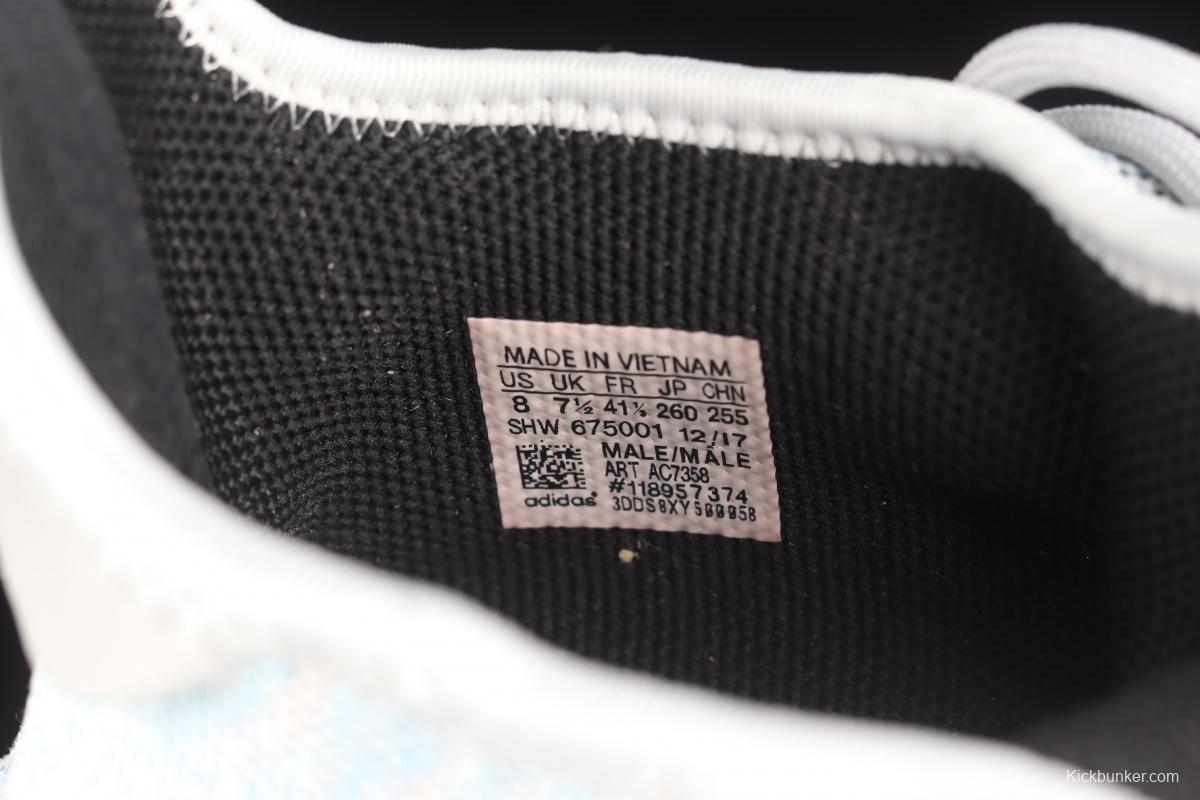 MADE IN VIETNAM
US UK FR JP CHN
8 7½ 41⅓ 260 255
SHW 675001 12/17
MALE/MÂLE
ART AC7358
#118957374
adidas
3DDS8XY500058
Kickbunker.com